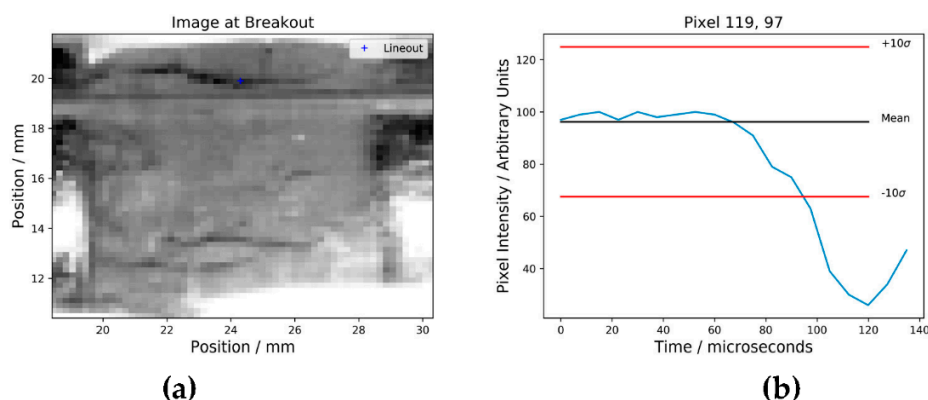 Image at Breakout
Lineout
Position / mm
20
18
16
14
12
20 22 24 26 28 30
Position / mm
(a)
Pixel 119, 97
+10σ
Mean
-10σ
Pixel Intensity / Arbitrary Units
120
100
80
60
40
0 20 40 60 80 100 120 140
Time / microseconds
(b)